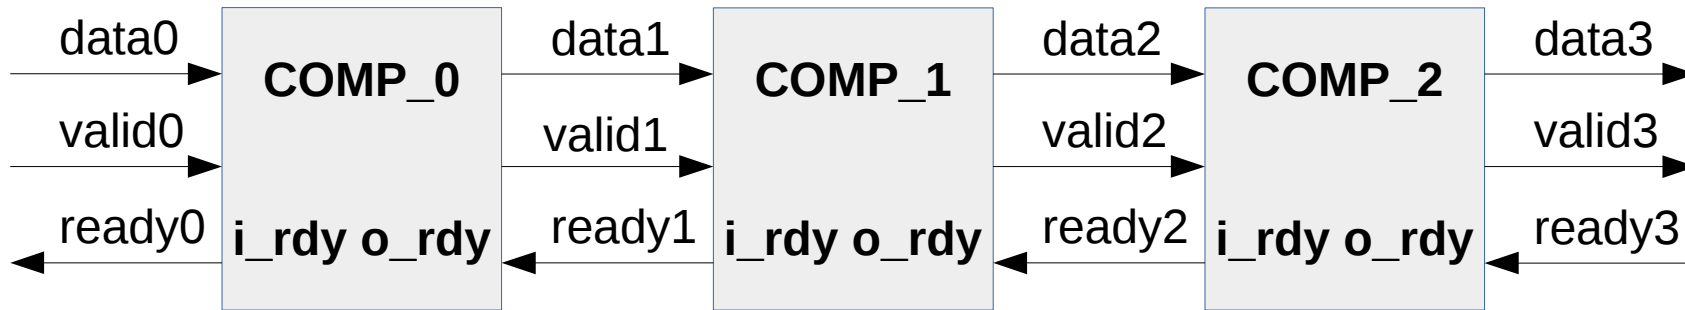 data0 data1 data2 data3
COMP_0 COMP_1 COMP_2
valid0 valid1 valid2 valid3
ready0 ready1 ready2 ready3
i_rdy o_rdy i_rdy o_rdy i_rdy o_rdy